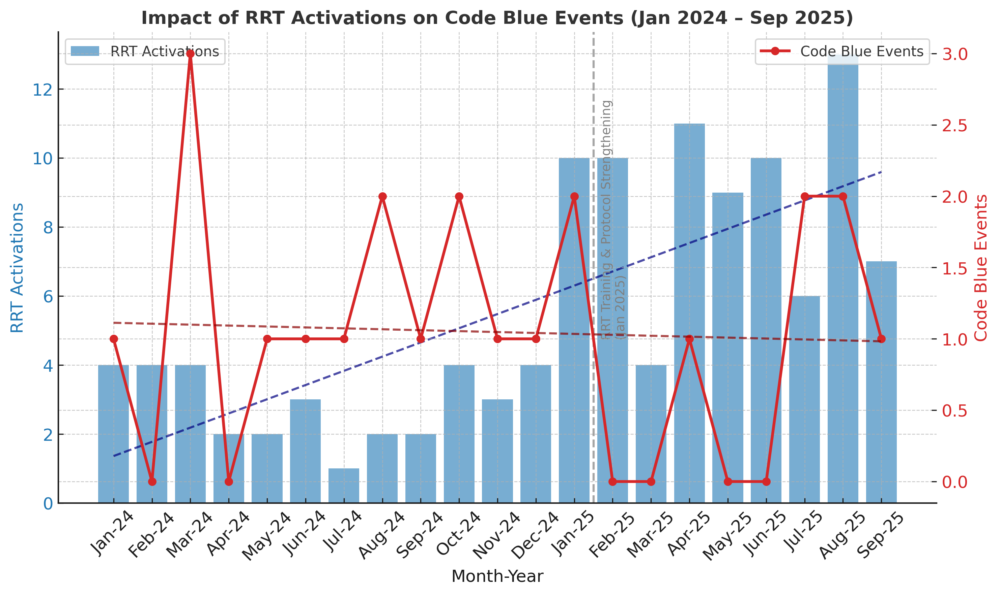 Impact of RRT Activations on Code Blue Events (Jan 2024 – Sep 2025)
RRT Activations
Code Blue Events
RRT Activations
12
10
8
6
4
2
0
RRT Training & Protocol Strengthening
(Jan 2025)
3.0
2.5
2.0
1.5
1.0
0.5
0.0
Code Blue Events
Jan-24
Feb-24
Mar-24
Apr-24
May-24
Jun-24
Jul-24
Aug-24
Sep-24
Oct-24
Nov-24
Dec-24
Jan-25
Feb-25
Mar-25
Apr-25
May-25
Jun-25
Jul-25
Aug-25
Sep-25
Month-Year